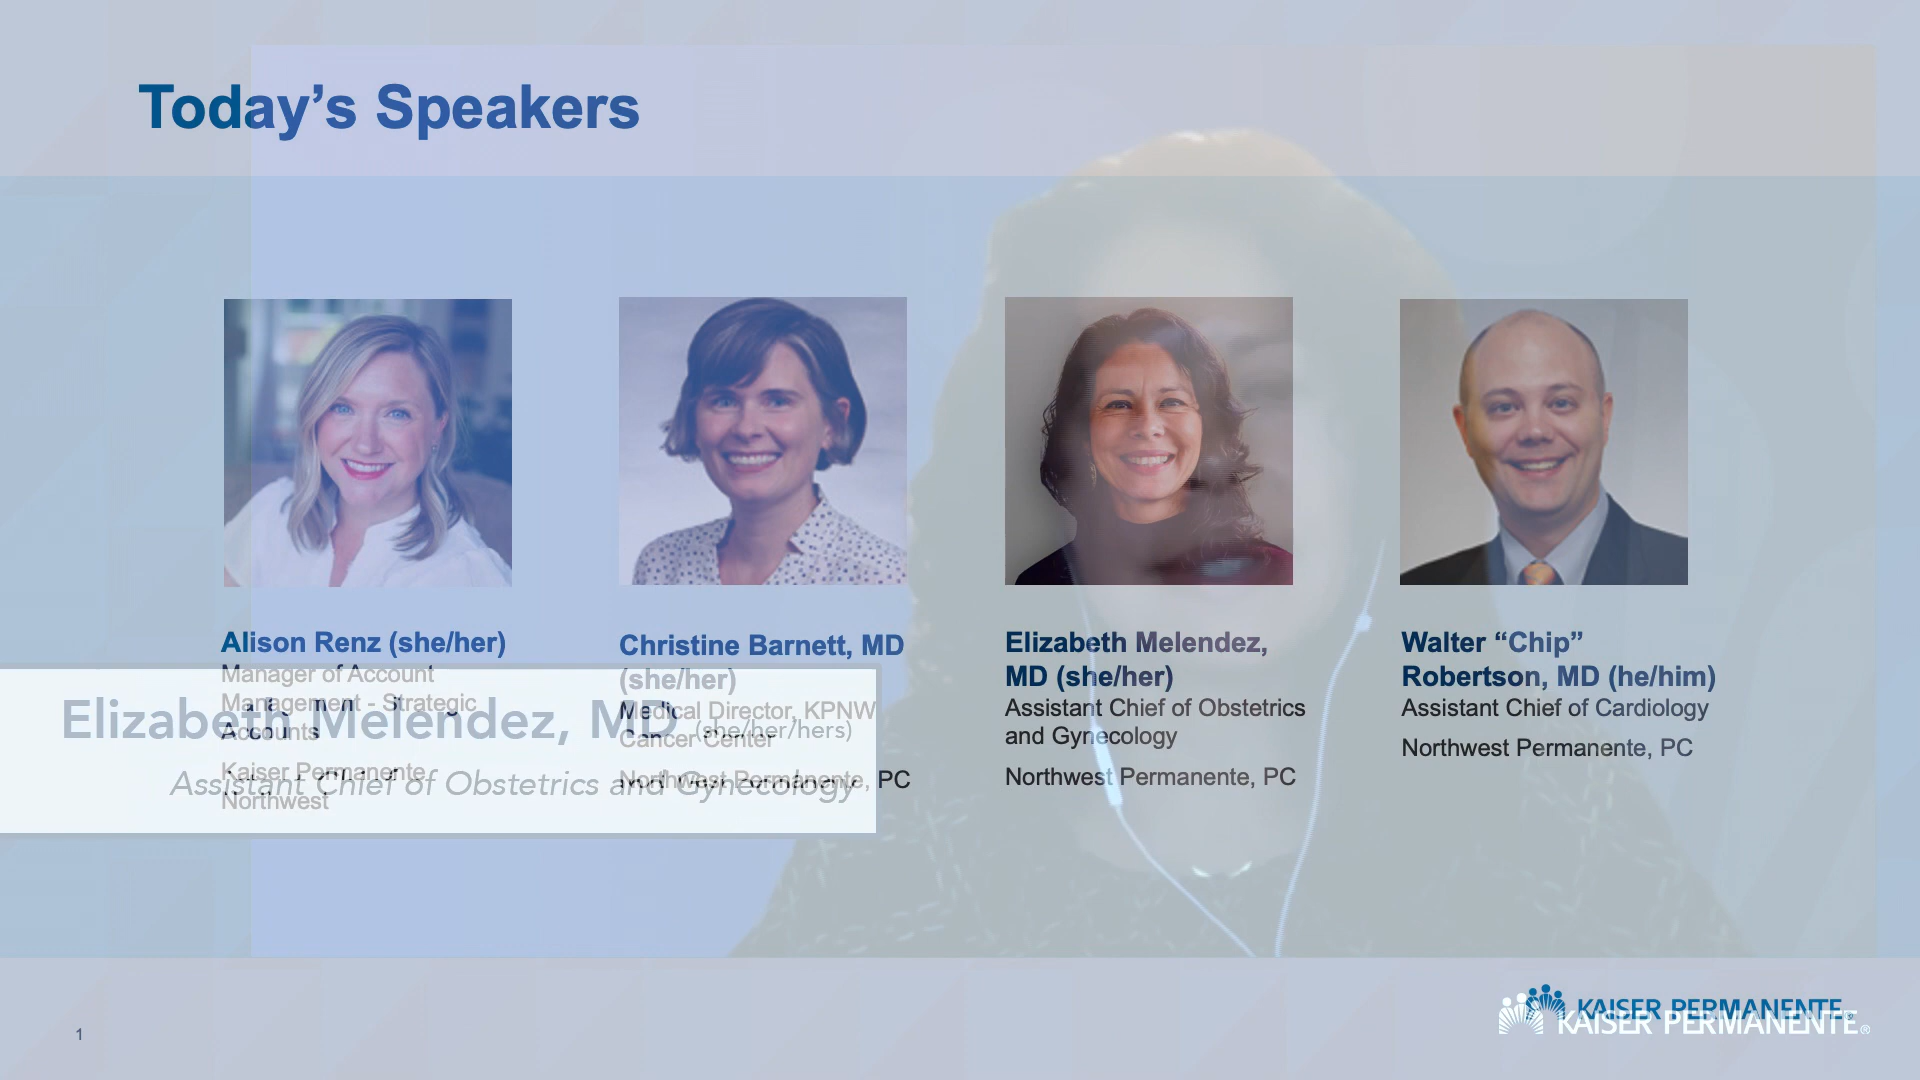 Today’s Speakers
Alison Renz (she/her)
Manager of Account
Management - Strategic
Accounts
Kaiser Permanente
Northwest
Christine Barnett, MD
(she/her)
Medical Director, KPNW
Cancer Center
Northwest Permanente, PC
Elizabeth Melendez,
MD (she/her)
Assistant Chief of Obstetrics
and Gynecology
Northwest Permanente, PC
Walter “Chip”
Robertson, MD (he/him)
Assistant Chief of Cardiology
Northwest Permanente, PC
Elizabeth Melendez, MD (she/her/hers)
Assistant Chief of Obstetrics and Gynecology
1
KAISER PERMANENTE®
KAISER PERMANENTE®